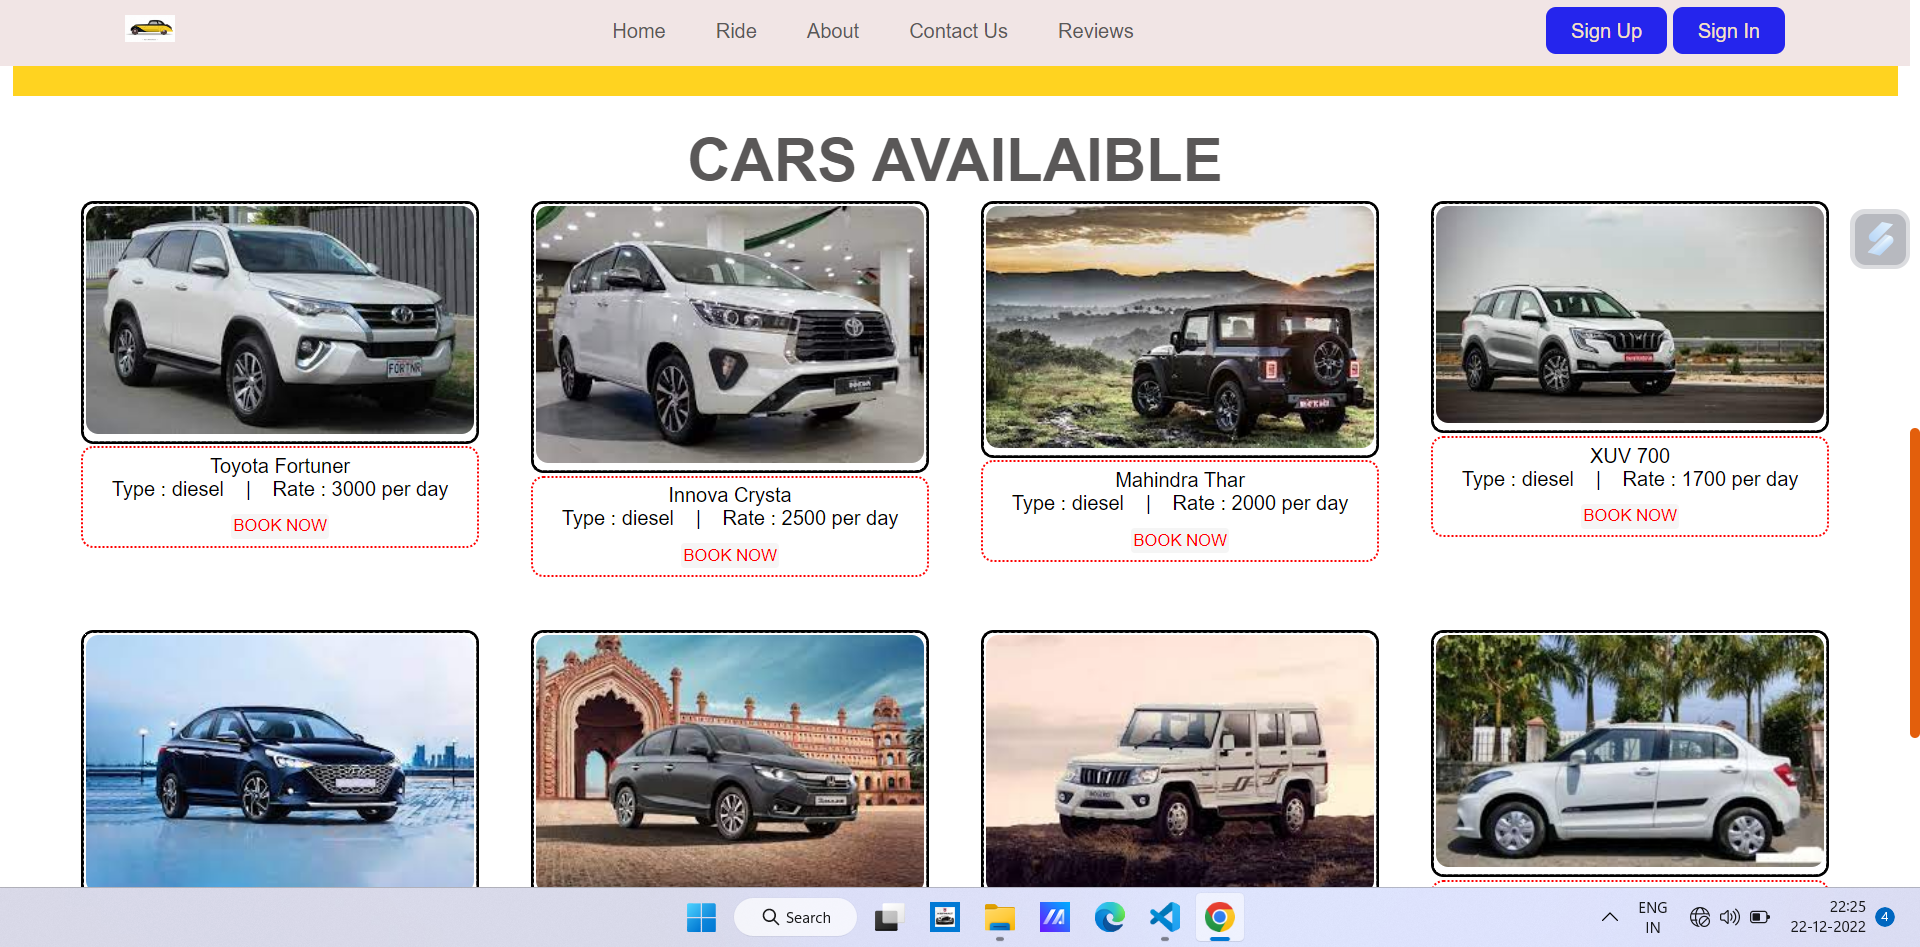 Home Ride About Contact Us Reviews Sign Up Sign In
CARS AVAILAIBLE
FORTNR
INNOVA
Toyota Fortuner
Type : diesel | Rate : 3000 per day
BOOK NOW
Innova Crysta
Type : diesel | Rate : 2500 per day
BOOK NOW
Mahindra Thar
Type : diesel | Rate : 2000 per day
BOOK NOW
XUV 700
Type : diesel | Rate : 1700 per day
BOOK NOW
Search
ENG
IN
22:25
22-12-2022
4